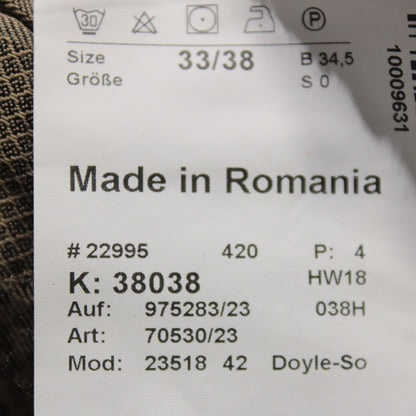 30 P
Size 33/38 B 34,5
Größe S 0
Made in Romania
# 22995 420 P: 4
K: 38038 HW18
Auf: 975283/23 038H
Art: 70530/23
Mod: 23518 42 Doyle-So
10009631